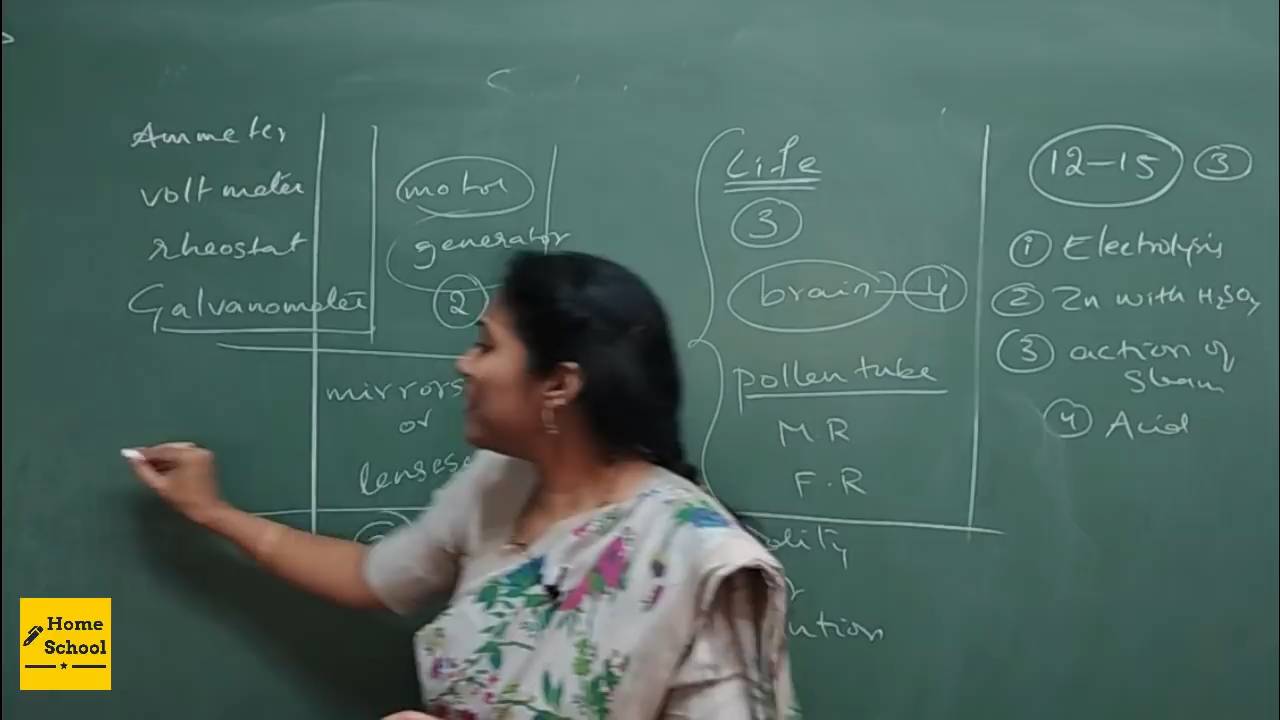 Ammeter
voltmeter
rheostat
Galvanometer
motor
generator
2
mirrors
or
lenses
Life
3
brain 4
pollen tube
M.R
F.R
12-15 3
1 Electrolysis
2 Zn with H2SO4
3 action of
steam
4 Acid
Home
School